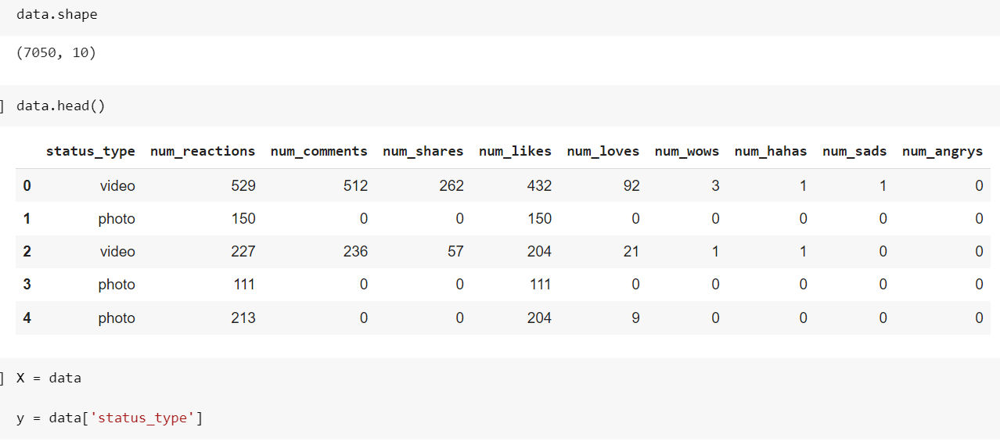 data.shape
(7050, 10)
] data.head()
status_type num_reactions num_comments num_shares num_likes num_loves num_wows num_hahas num_sads num_angrys
0 video 529 512 262 432 92 3 1 1 0
1 photo 150 0 0 150 0 0 0 0 0
2 video 227 236 57 204 21 1 1 0 0
3 photo 111 0 0 111 0 0 0 0 0
4 photo 213 0 0 204 9 0 0 0 0
] X = data
y = data['status_type']